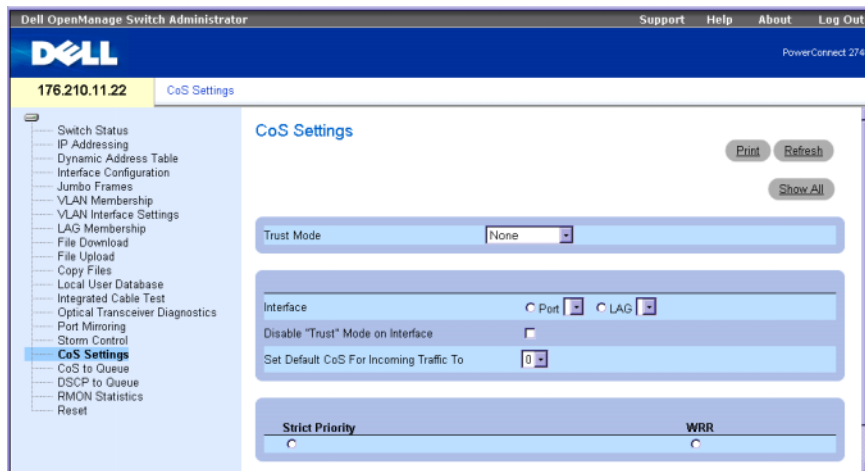 Dell OpenManage Switch Administrator Support Help About Log Out
DELL
PowerConnect 274
176.210.11.22 CoS Settings
Switch Status
IP Addressing
Dynamic Address Table
Interface Configuration
Jumbo Frames
VLAN Membership
VLAN Interface Settings
LAG Membership
File Download
File Upload
Copy Files
Local User Database
Integrated Cable Test
Optical Transceiver Diagnostics
Port Mirroring
Storm Control
CoS Settings
CoS to Queue
DSCP to Queue
RMON Statistics
Reset
CoS Settings
Print Refresh
Show All
Trust Mode None
Interface Port LAG
Disable "Trust" Mode on Interface
Set Default CoS For Incoming Traffic To 0
Strict Priority WRR